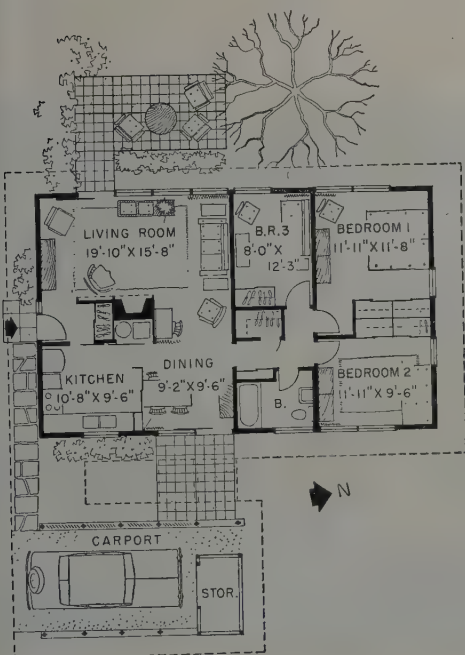 LIVING ROOM
19'-10" X 15'-8"
B.R.3
8'-0" X
12'-3"
BEDROOM 1
11'-11" X 11'-8"
KITCHEN
10'-8" X 9'-6"
DINING
9'-2" X 9'-6"
B.
BEDROOM 2
11'-11" X 9'-6"
N
CARPORT
STOR.